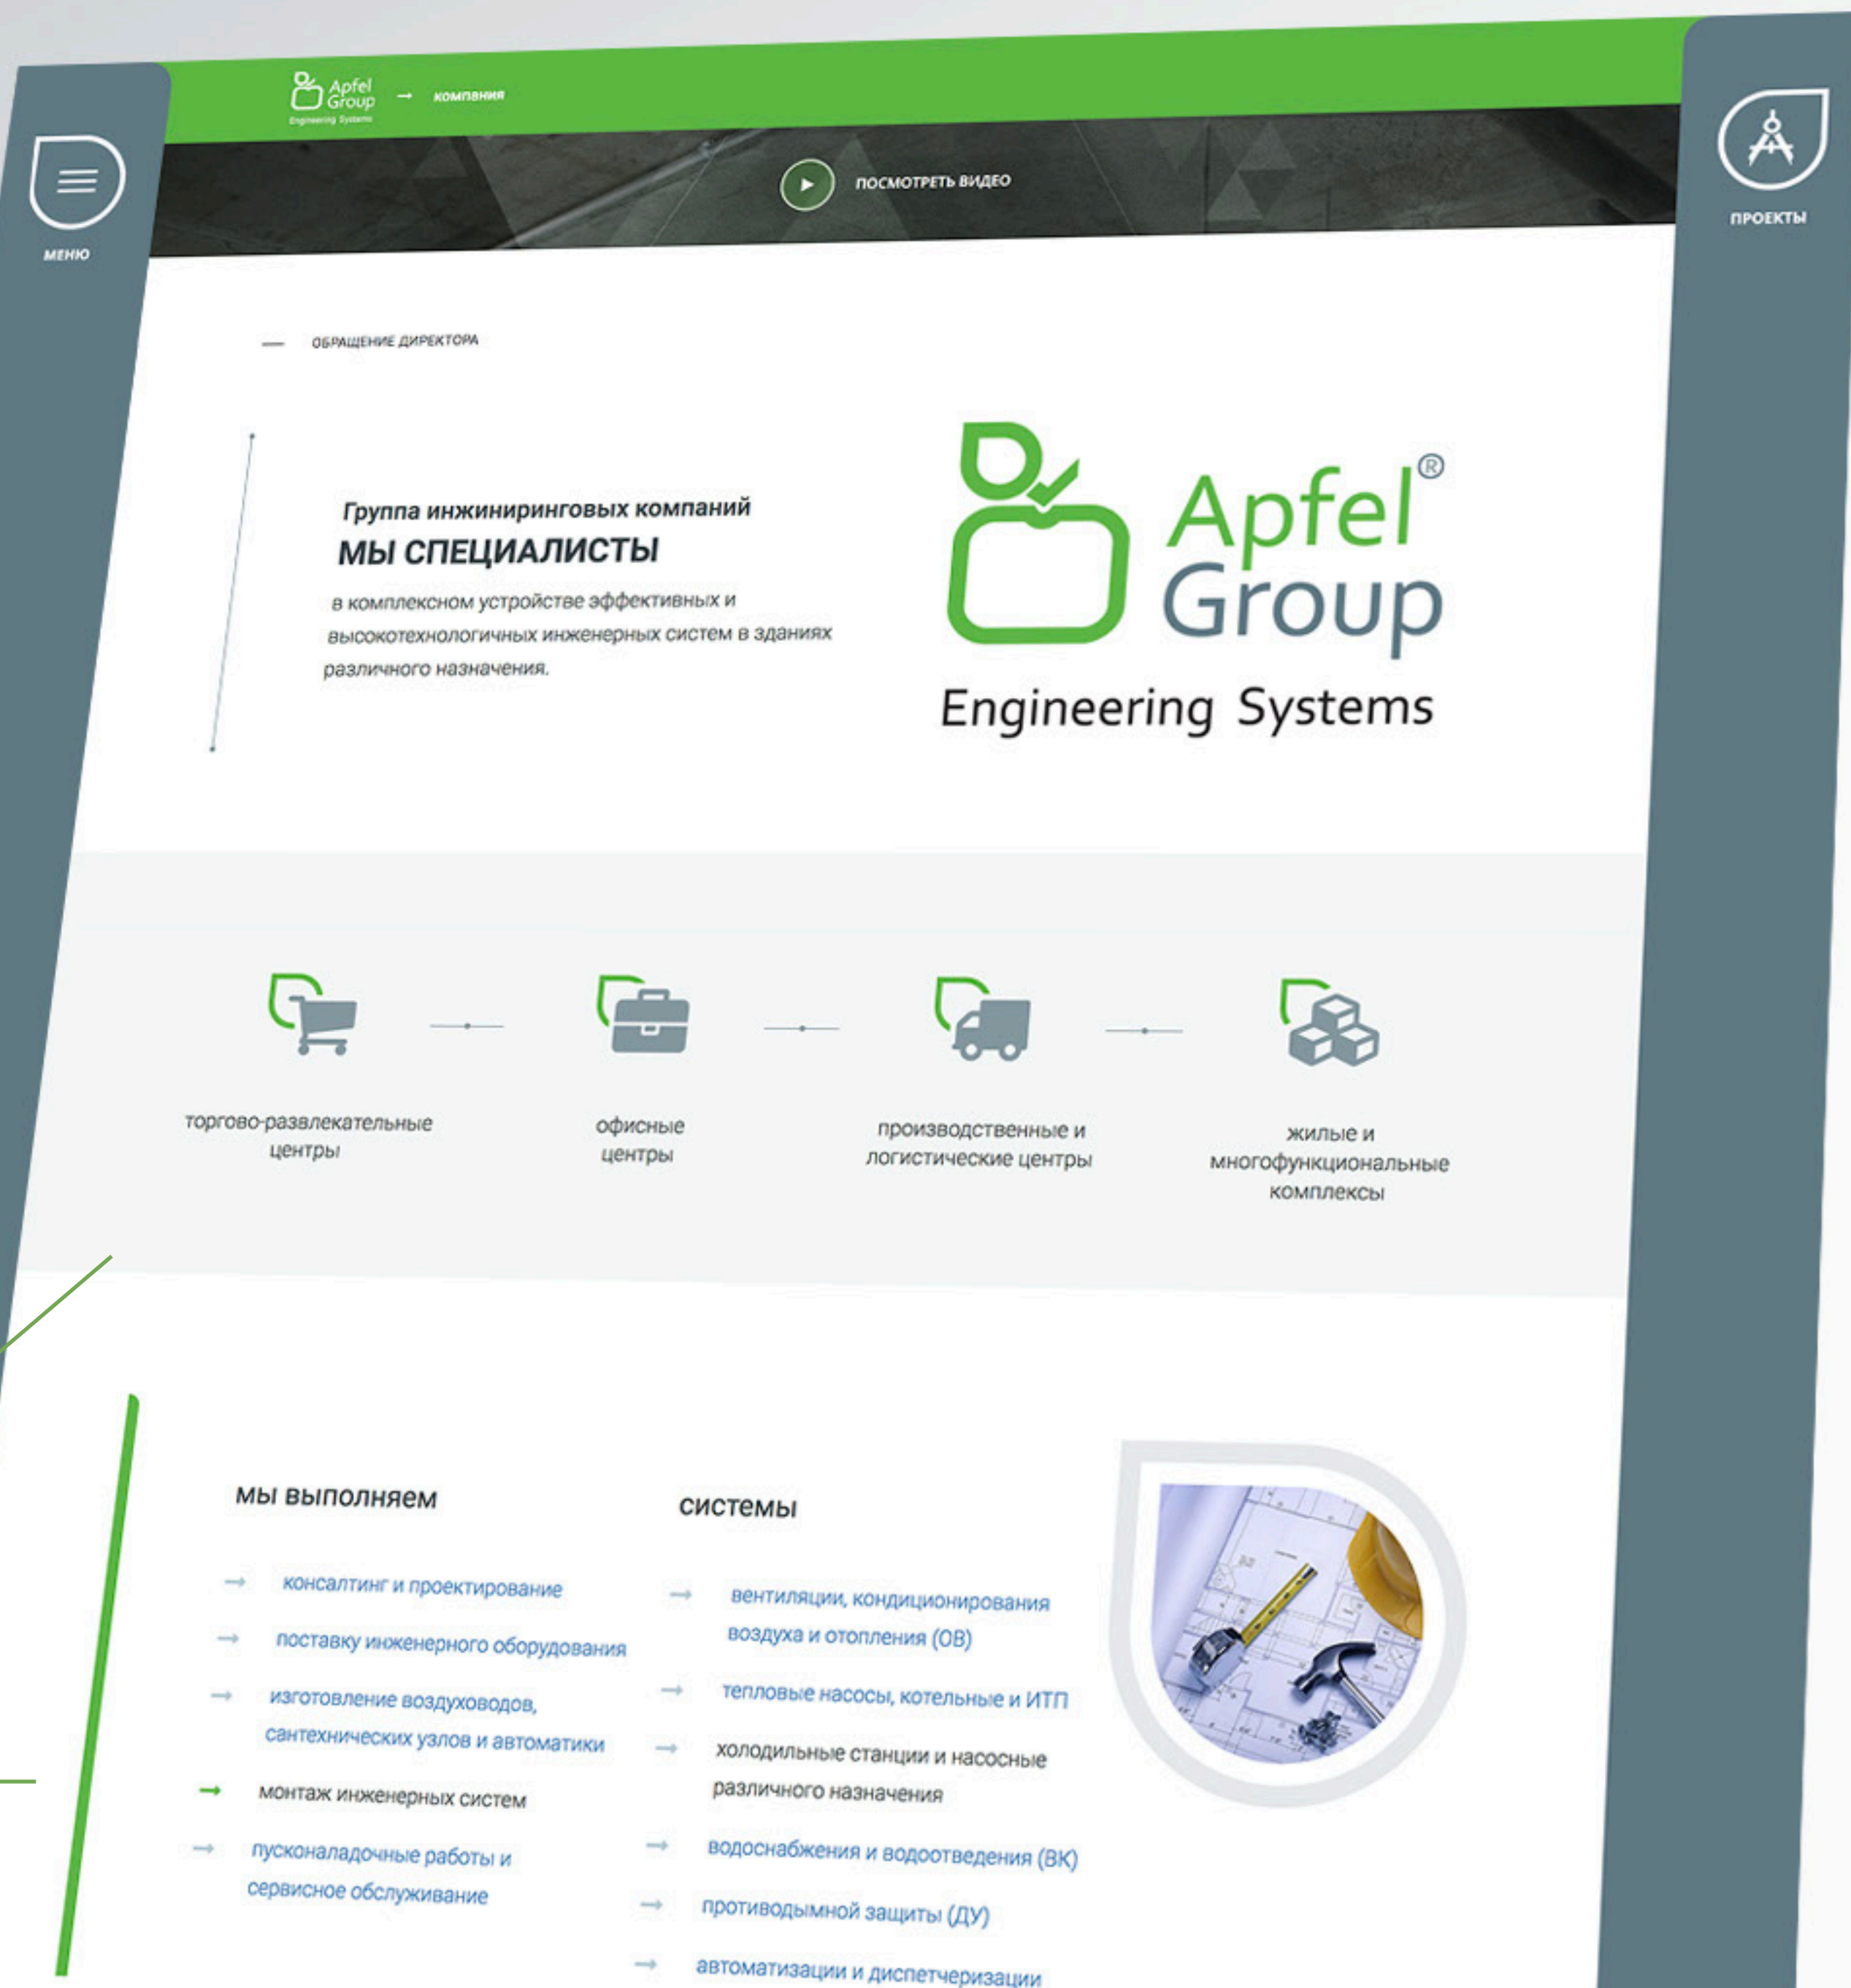 Apfel
Group
Engineering Systems
→ компания
МЕНЮ
ПОСМОТРЕТЬ ВИДЕО
ПРОЕКТЫ
— ОБРАЩЕНИЕ ДИРЕКТОРА
Группа инжиниринговых компаний
МЫ СПЕЦИАЛИСТЫ
в комплексном устройстве эффективных и
высокотехнологичных инженерных систем в зданиях
различного назначения.
Apfel®
Group
Engineering Systems
торгово-развлекательные
центры
офисные
центры
производственные и
логистические центры
жилые и
многофункциональные
комплексы
мы выполняем
→ консалтинг и проектирование
→ поставку инженерного оборудования
→ изготовление воздуховодов,
сантехнических узлов и автоматики
→ монтаж инженерных систем
→ пусконаладочные работы и
сервисное обслуживание
системы
→ вентиляции, кондиционирования
воздуха и отопления (ОВ)
→ тепловые насосы, котельные и ИТП
→ холодильные станции и насосные
различного назначения
→ водоснабжения и водоотведения (ВК)
→ противодымной защиты (ДУ)
→ автоматизации и диспетчеризации